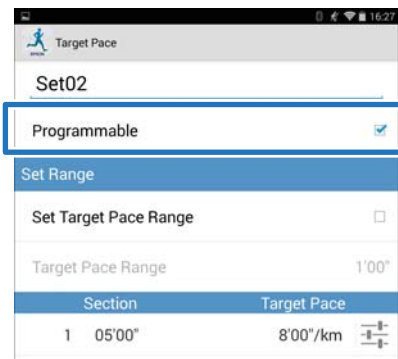 16:27
Target Pace
Set02
Programmable
Set Range
Set Target Pace Range
Target Pace Range 1'00"
Section Target Pace
1 05'00" 8'00"/km